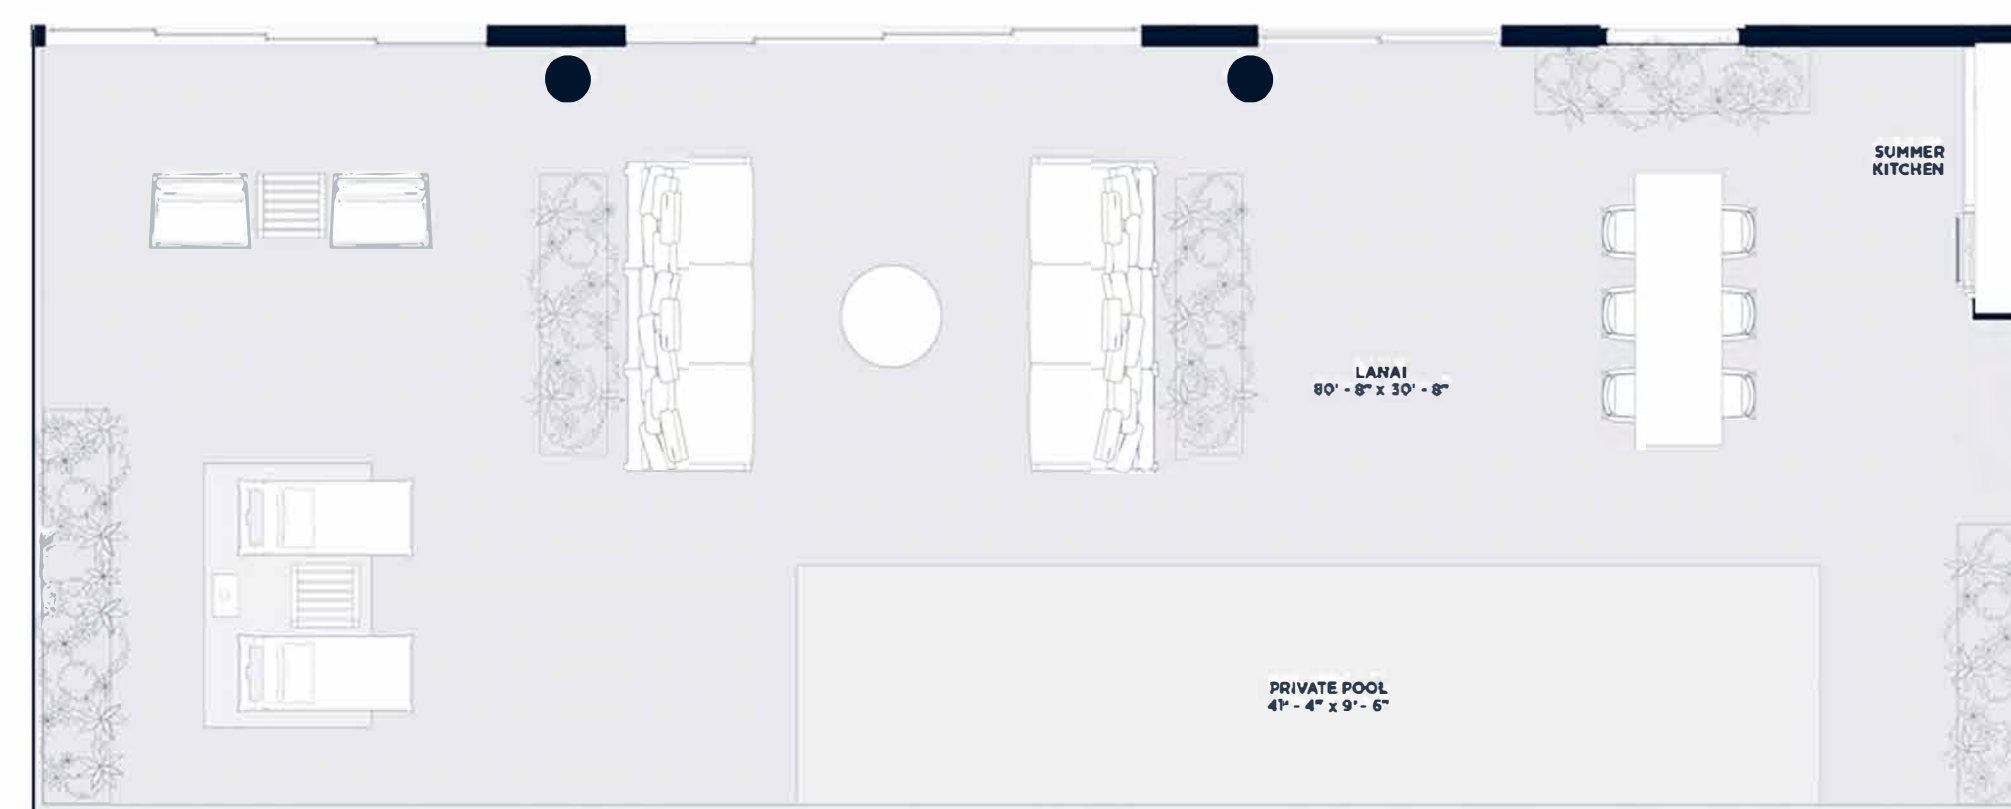 SUMMER
KITCHEN
LANAI
80' - 8" x 30' - 8"
PRIVATE POOL
41' - 4" x 9' - 6"